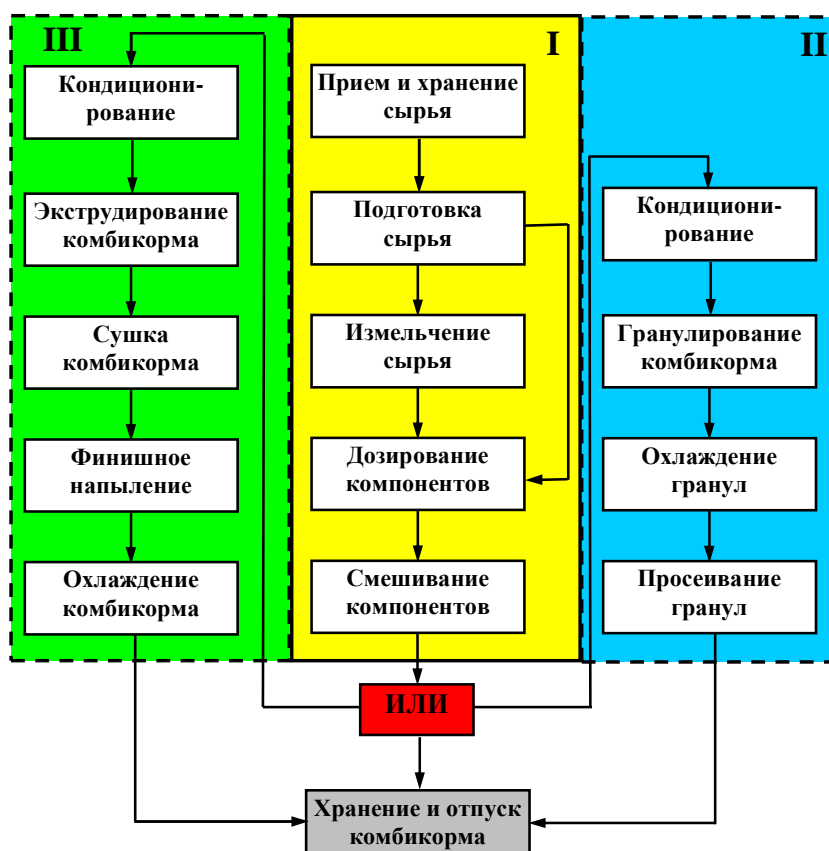 III
Кондициони-
рование
Экструдирование
комбикорма
Сушка
комбикорма
Финишное
напыление
Охлаждение
комбикорма
I
Прием и хранение
сырья
Подготовка
сырья
Измельчение
сырья
Дозирование
компонентов
Смешивание
компонентов
II
Кондициони-
рование
Гранулирование
комбикорма
Охлаждение
гранул
Просеивание
гранул
ИЛИ
Хранение и отпуск
комбикорма